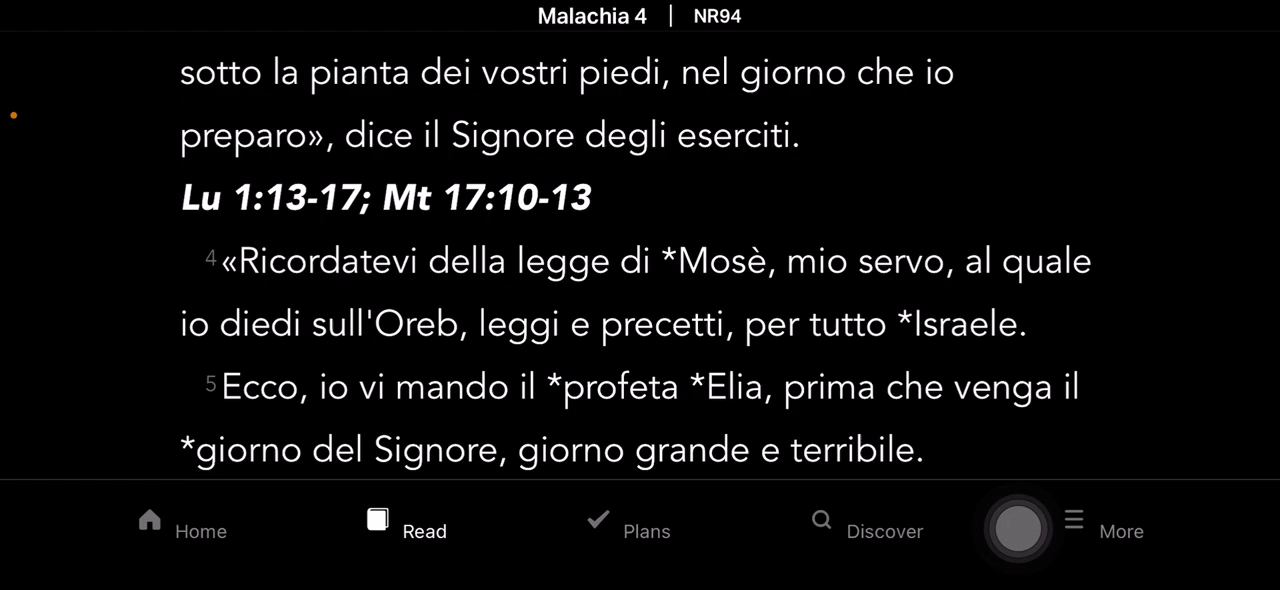 Malachia 4 | NR94
sotto la pianta dei vostri piedi, nel giorno che io
preparo», dice il Signore degli eserciti.
Lu 1:13-17; Mt 17:10-13
4 «Ricordatevi della legge di *Mosè, mio servo, al quale
io diedi sull'Oreb, leggi e precetti, per tutto *Israele.
5 Ecco, io vi mando il *profeta *Elia, prima che venga il
*giorno del Signore, giorno grande e terribile.
Home Read Plans Discover More